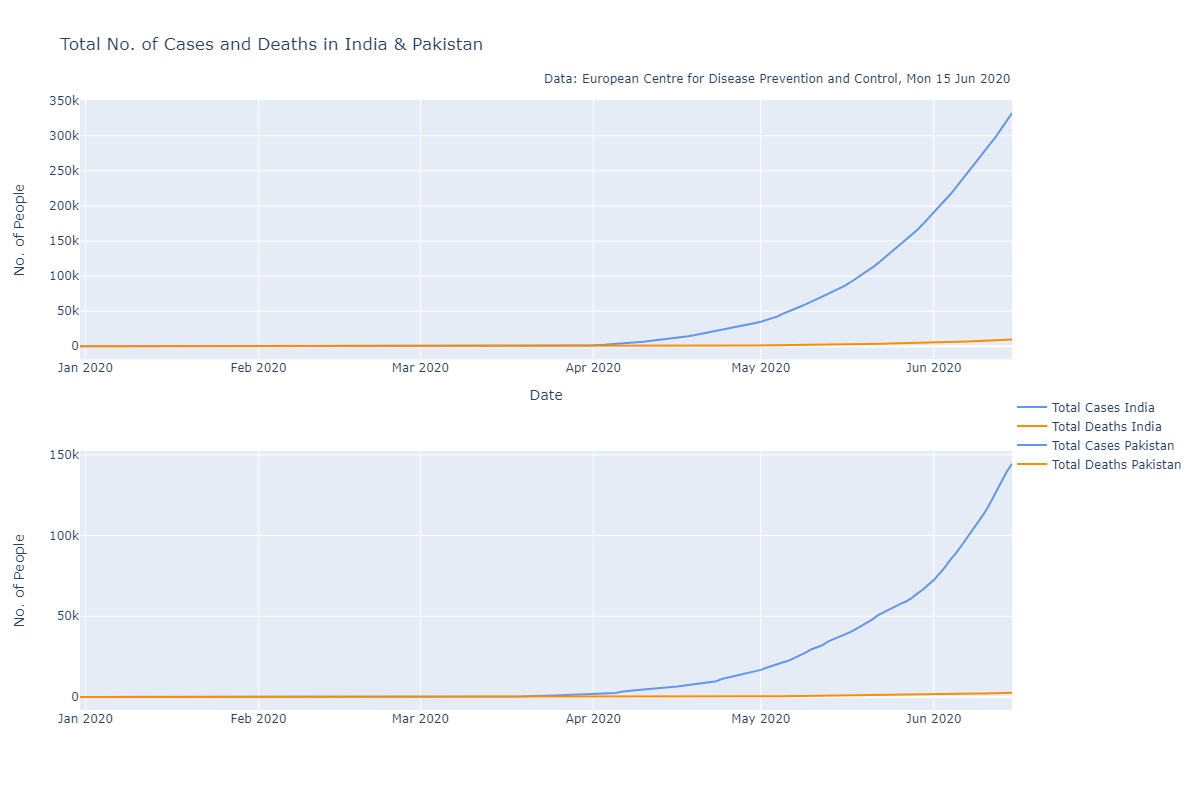 Total No. of Cases and Deaths in India & Pakistan
Data: European Centre for Disease Prevention and Control, Mon 15 Jun 2020
350k
300k
250k
200k
150k
100k
50k
0
No. of People
Jan 2020 Feb 2020 Mar 2020 Apr 2020 May 2020 Jun 2020
Date
Total Cases India
Total Deaths India
Total Cases Pakistan
Total Deaths Pakistan
150k
100k
50k
0
No. of People
Jan 2020 Feb 2020 Mar 2020 Apr 2020 May 2020 Jun 2020